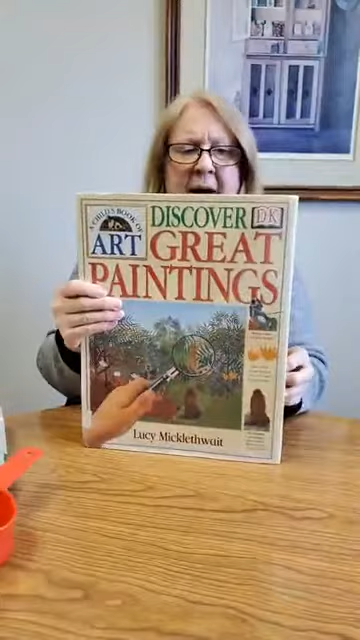 A CHILD'S BOOK OF
ART
DISCOVER
DK
GREAT
PAINTINGS
LUCY MICKLETHWAIT